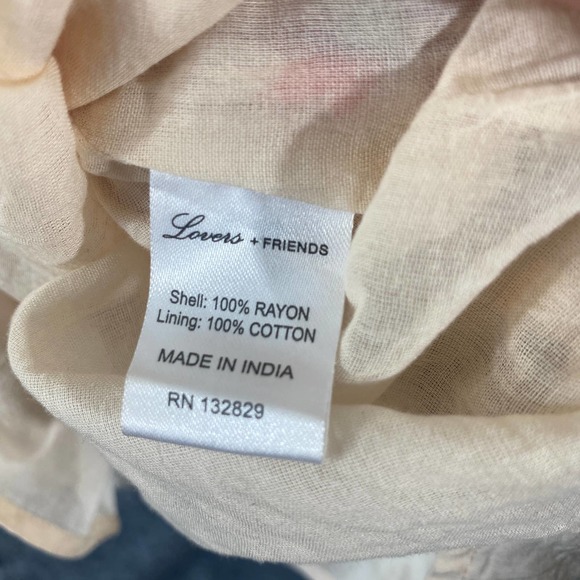 Lovers + FRIENDS
Shell: 100% RAYON
Lining: 100% COTTON
MADE IN INDIA
RN 132829